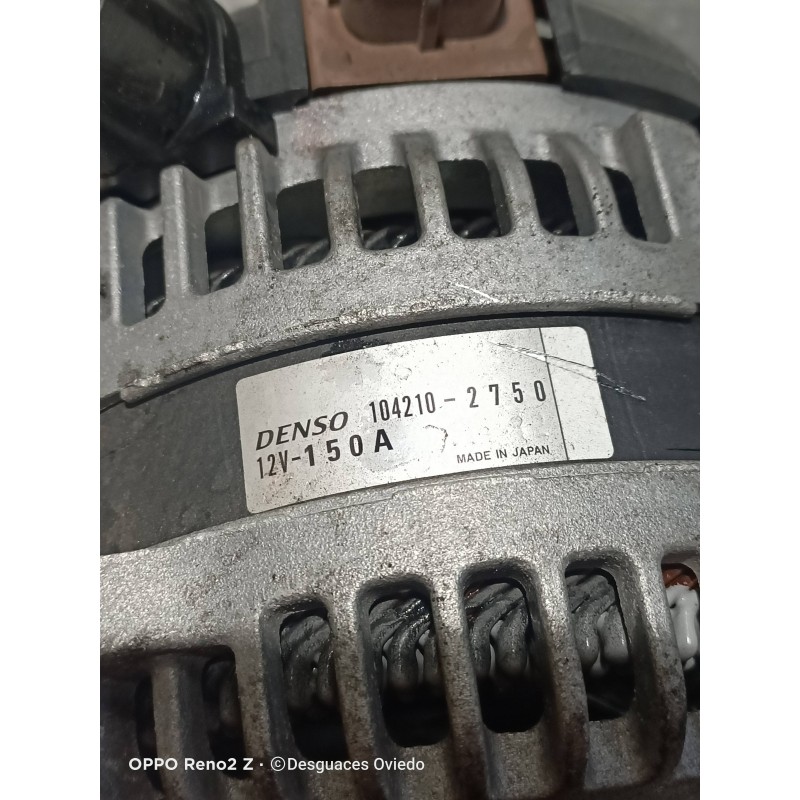 DENSO 104210-2750
12V-150A MADE IN JAPAN
OPPO Reno2 Z · ©Desguaces Oviedo